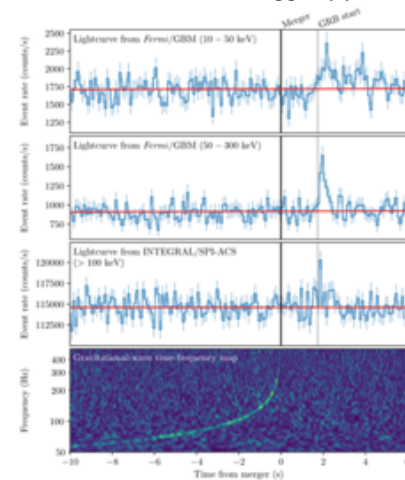 Merger
GRB start
Lightcurve from Fermi/GBM (10 − 50 keV)
Event rate (counts/s)
2500
2250
2000
1750
1500
1250
Lightcurve from Fermi/GBM (50 − 300 keV)
Event rate (counts/s)
1750
1500
1250
1000
750
Lightcurve from INTEGRAL/SPI-ACS
(> 100 keV)
Event rate (counts/s)
120000
117500
115000
112500
Gravitational-wave time-frequency map
Frequency (Hz)
400
300
200
100
50
−10
−8
−6
−4
−2
0
2
4
6
Time from merger (s)